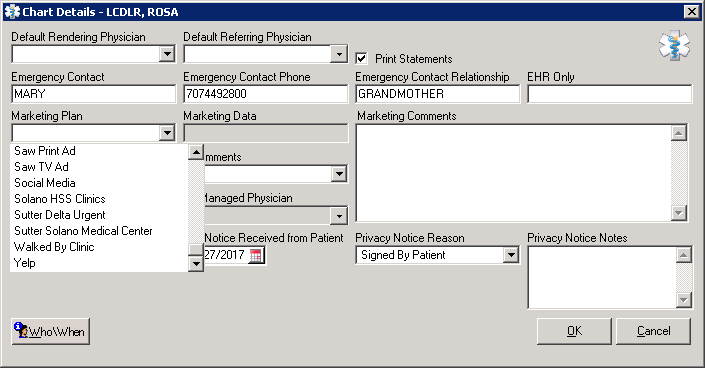 Chart Details - LCDLR, ROSA
Default Rendering Physician
Default Referring Physician
Print Statements
Emergency Contact
Emergency Contact Phone
Emergency Contact Relationship
EHR Only
MARY
7074492800
GRANDMOTHER
Marketing Plan
Marketing Data
Marketing Comments
Saw Print Ad
Saw TV Ad
Social Media
Solano HSS Clinics
Sutter Delta Urgent
Sutter Solano Medical Center
Walked By Clinic
Yelp
mments
Managed Physician
Notice Received from Patient
Privacy Notice Reason
Privacy Notice Notes
27/2017
Signed By Patient
Who\When
OK
Cancel